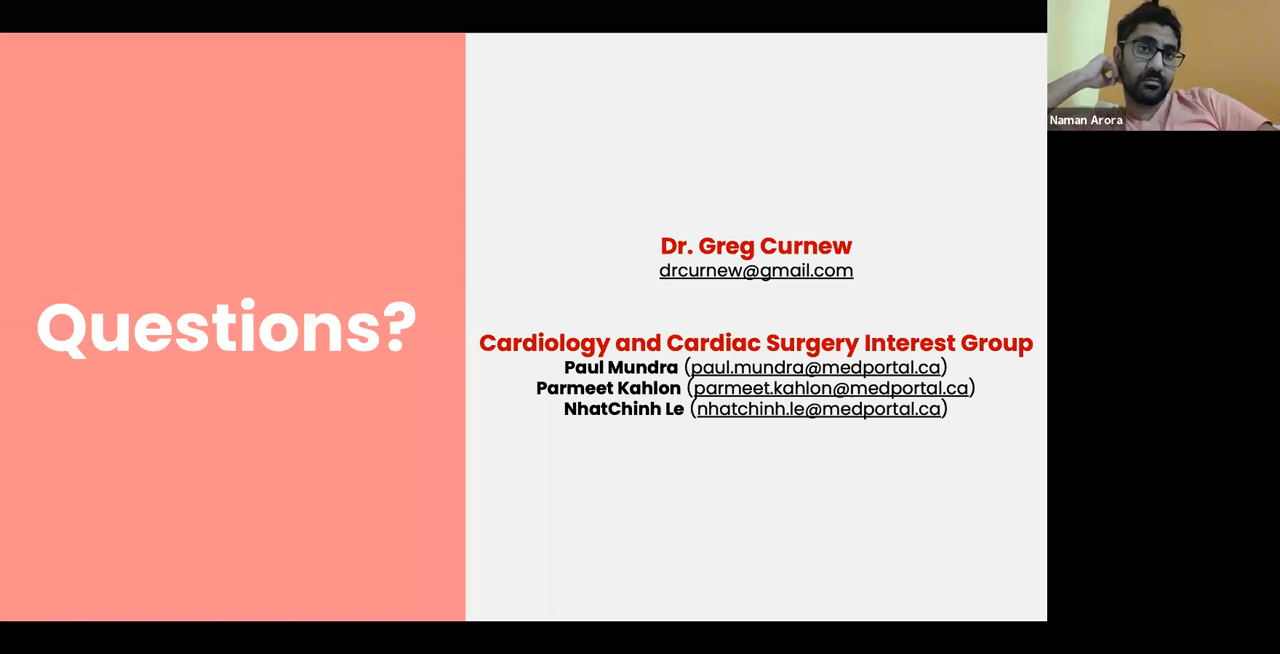 Questions?
Dr. Greg Curnew
drcurnew@gmail.com
Cardiology and Cardiac Surgery Interest Group
Paul Mundra (paul.mundra@medportal.ca)
Parmeet Kahlon (parmeet.kahlon@medportal.ca)
NhatChinh Le (nhatchinh.le@medportal.ca)
Naman Arora